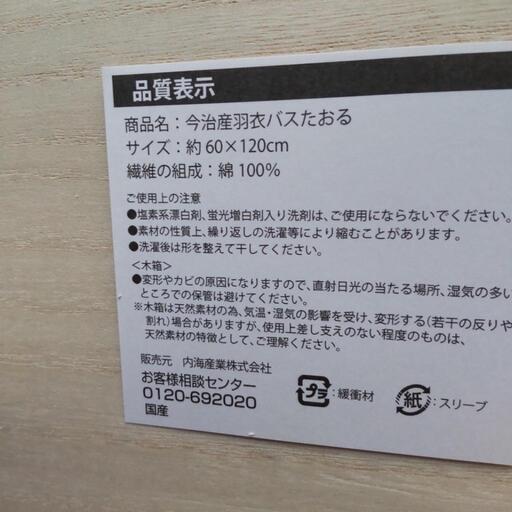 品質表示
商品名：今治産羽衣バスたおる
サイズ：約 60×120cm
繊維の組成：綿 100%
ご使用上の注意
●塩素系漂白剤、蛍光増白剤入り洗剤は、ご使用にならないでください。
●素材の性質上、繰り返しの洗濯等により縮むことがあります。
●洗濯後は形を整えて干してください。
＜木箱＞
●変形やカビの原因になりますので、直射日光の当たる場所、湿気の多い
ところでの保管は避けてください。
※木箱は天然素材の為、気温・湿気の影響を受け、変形する(若干の反りや
割れ)場合がありますが、使用上差し支えのない程度のものは、
天然素材の特徴として、ご理解ください。
販売元 内海産業株式会社
お客様相談センター
0120-692020
国産
プラ：緩衝材
紙：スリーブ